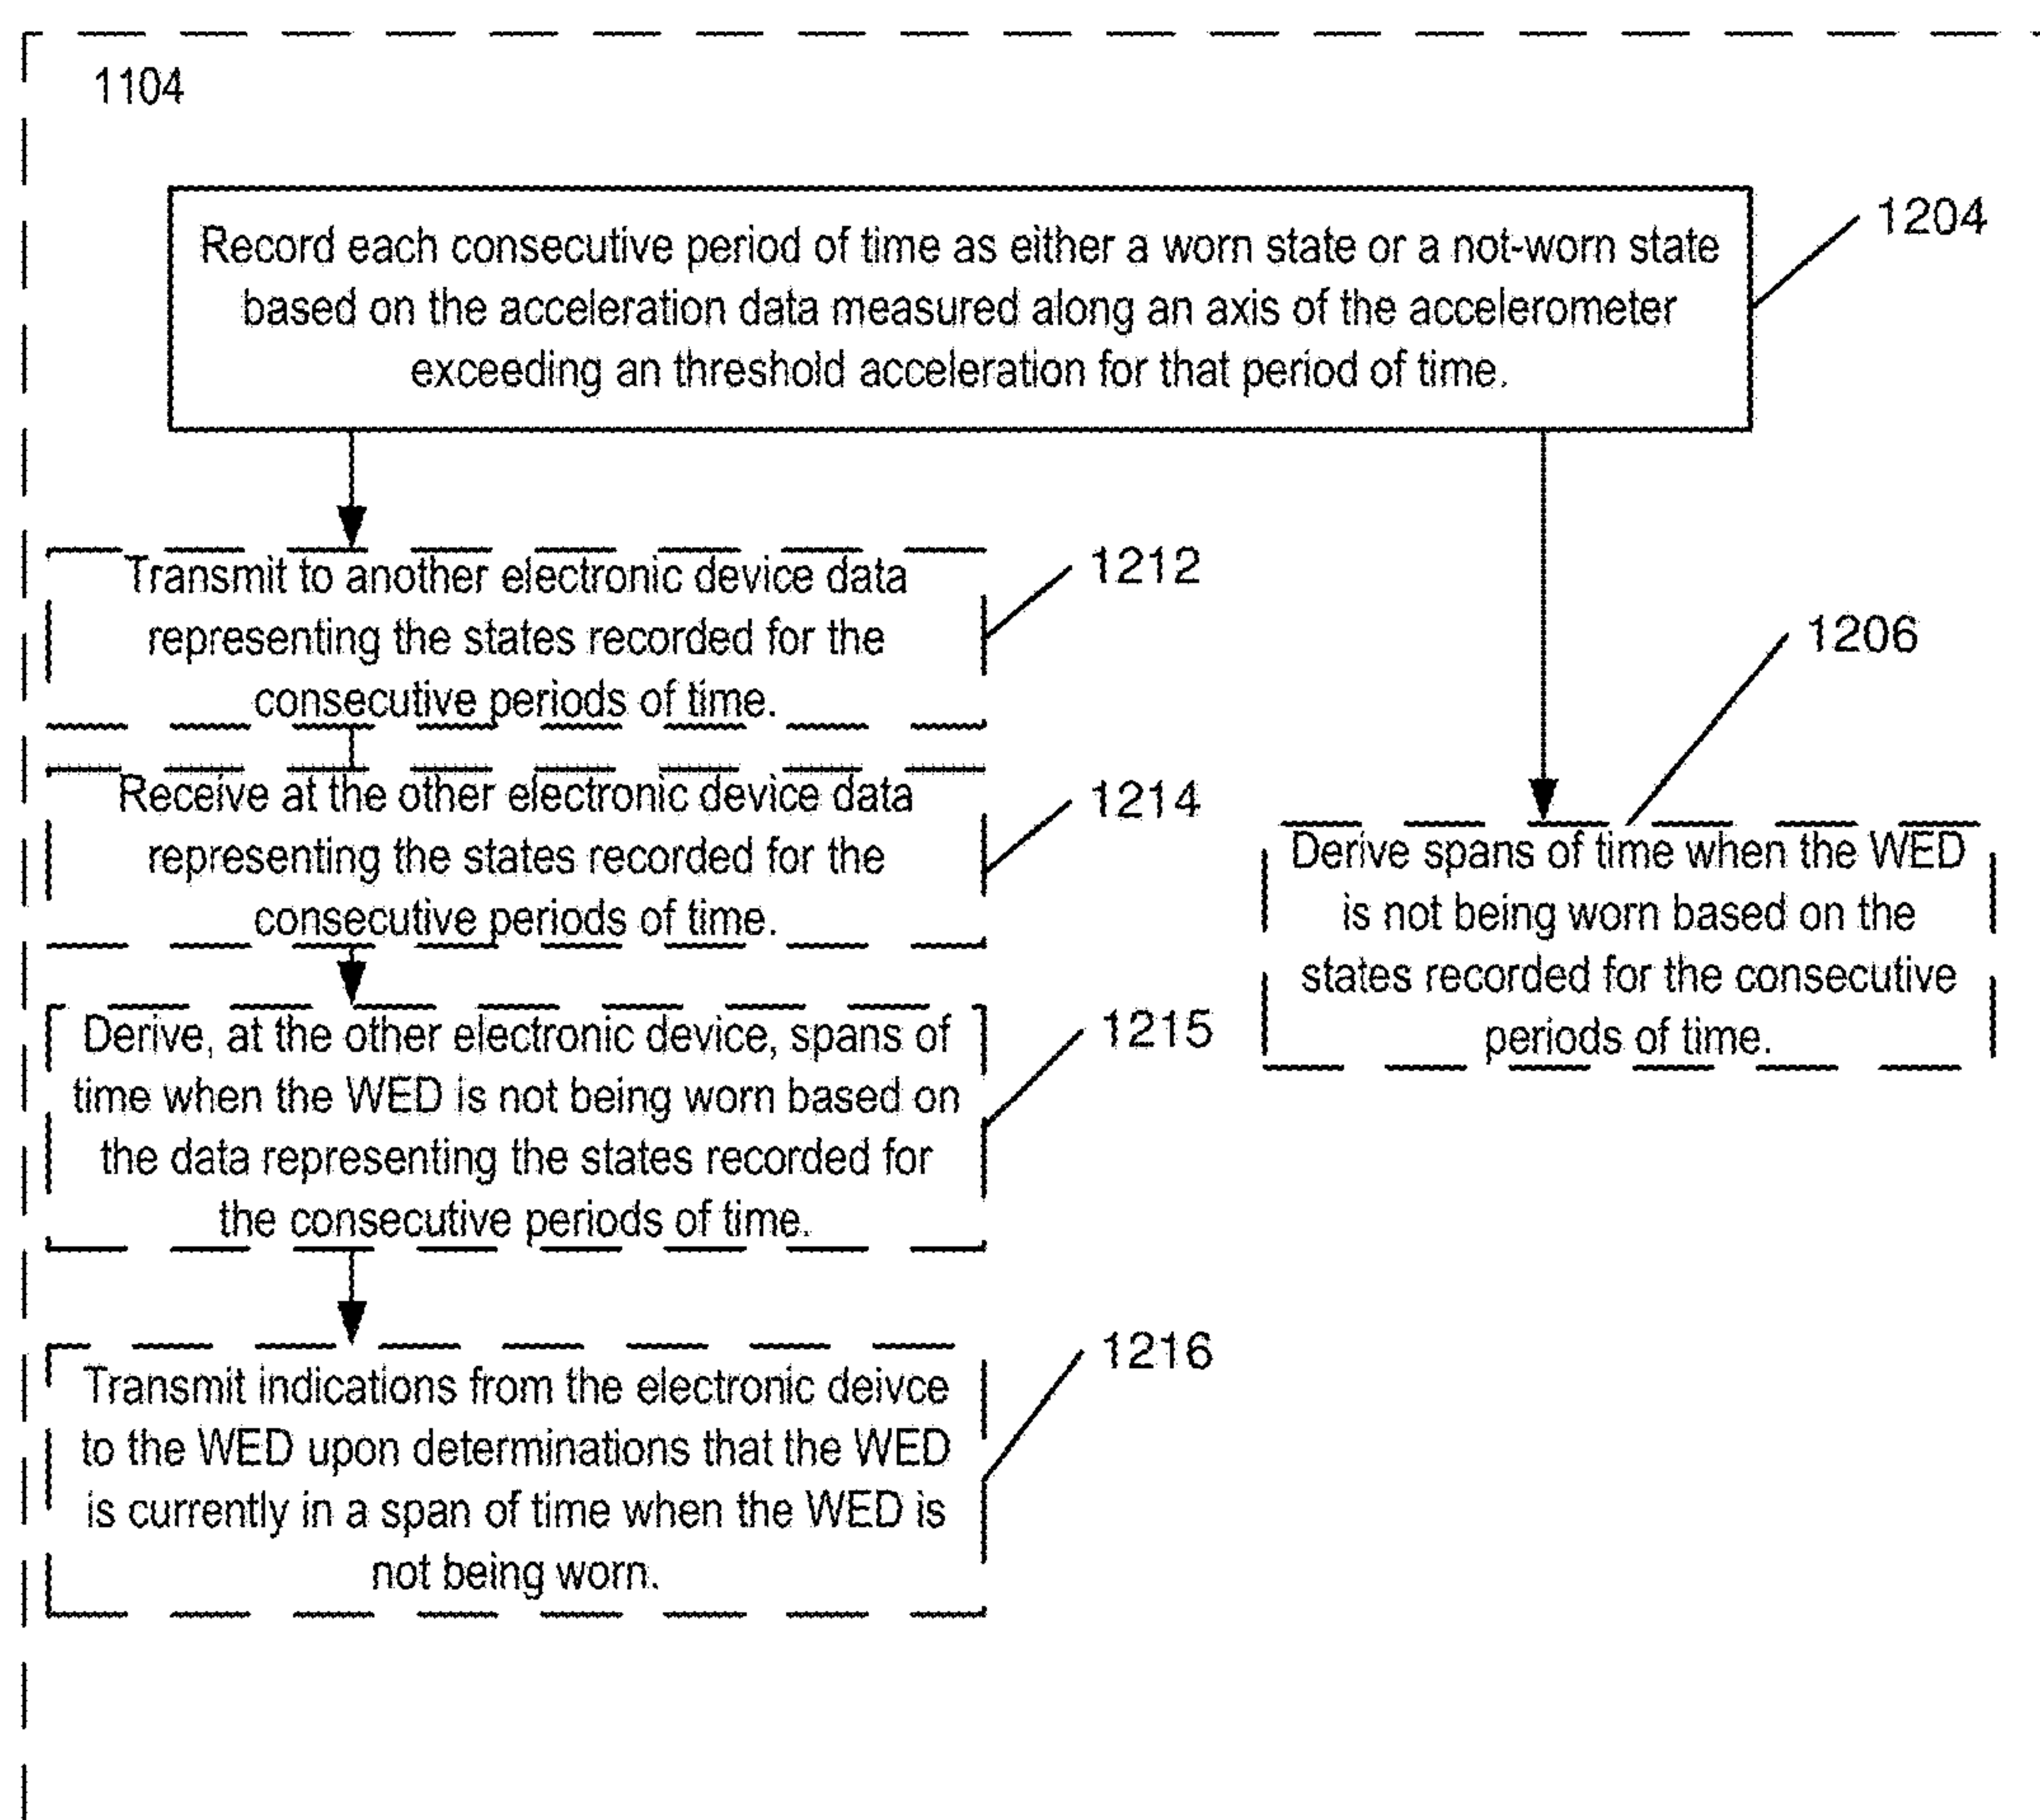 1104
Record each consecutive period of time as either a worn state or a not-worn state
based on the acceleration data measured along an axis of the accelerometer
exceeding an threshold acceleration for that period of time.
1204
Transmit to another electronic device data
representing the states recorded for the
consecutive periods of time.
1212
Receive at the other electronic device data
representing the states recorded for the
consecutive periods of time.
1214
Derive, at the other electronic device, spans of
time when the WED is not being worn based on
the data representing the states recorded for
the consecutive periods of time.
1215
Transmit indications from the electronic deivce
to the WED upon determinations that the WED
is currently in a span of time when the WED is
not being worn.
1216
1206
Derive spans of time when the WED
is not being worn based on the
states recorded for the consecutive
periods of time.